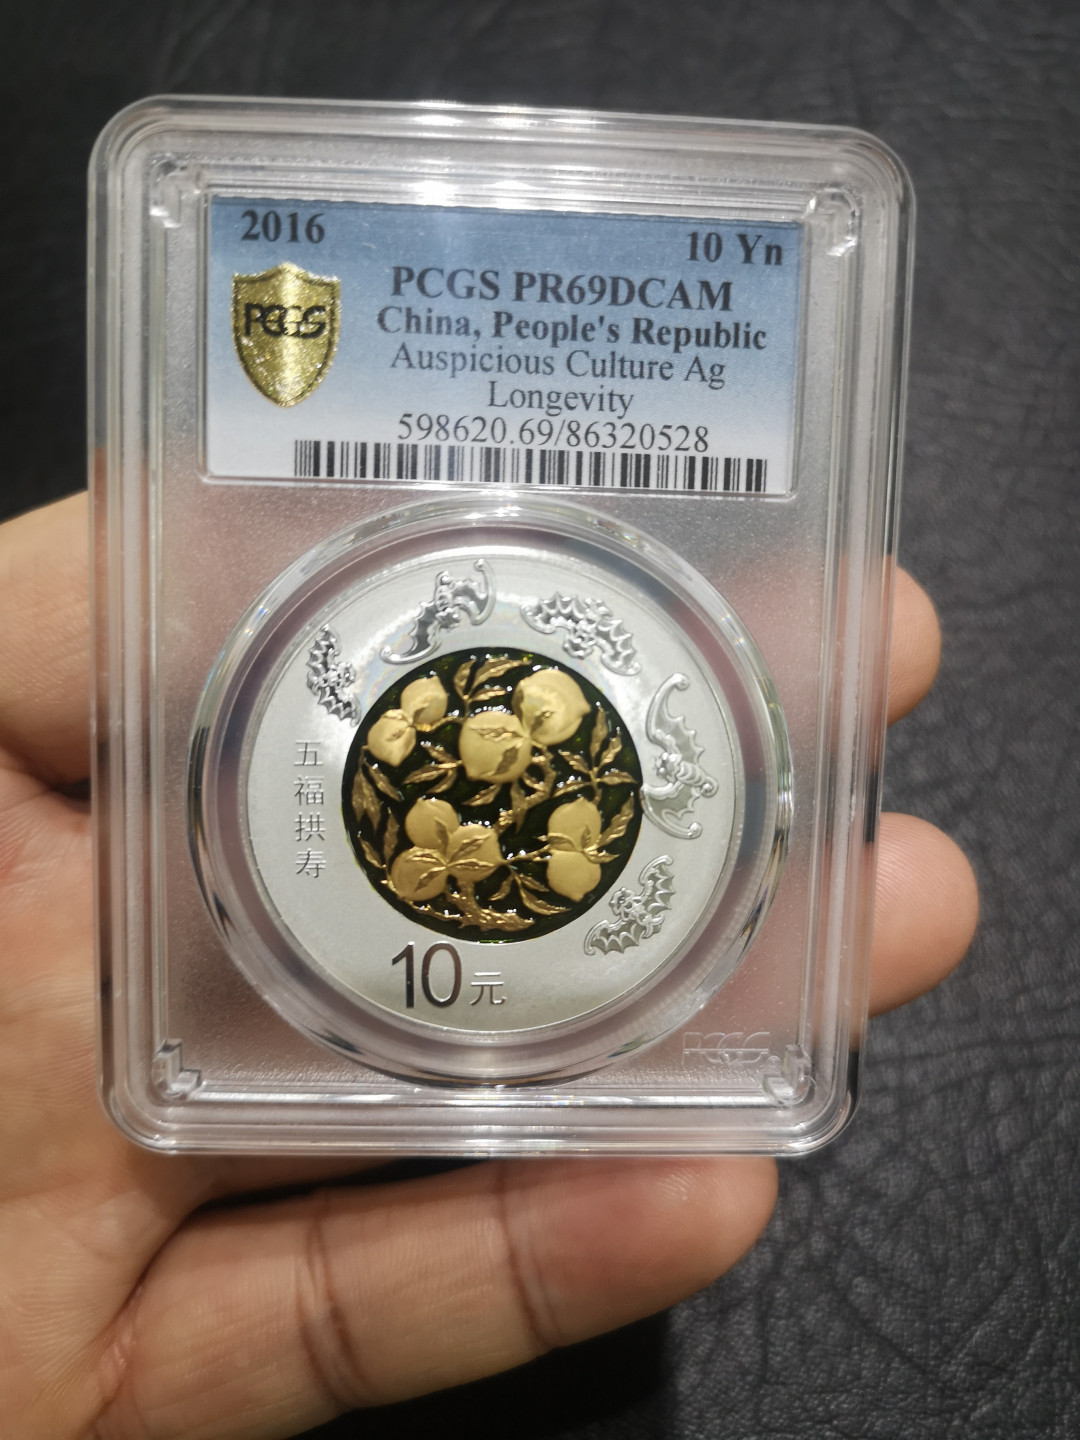 2016
10 Yn
PCGS
PCGS PR69DCAM
China, People's Republic
Auspicious Culture Ag
Longevity
598620.69/86320528
五福拱寿
10元
PCGS